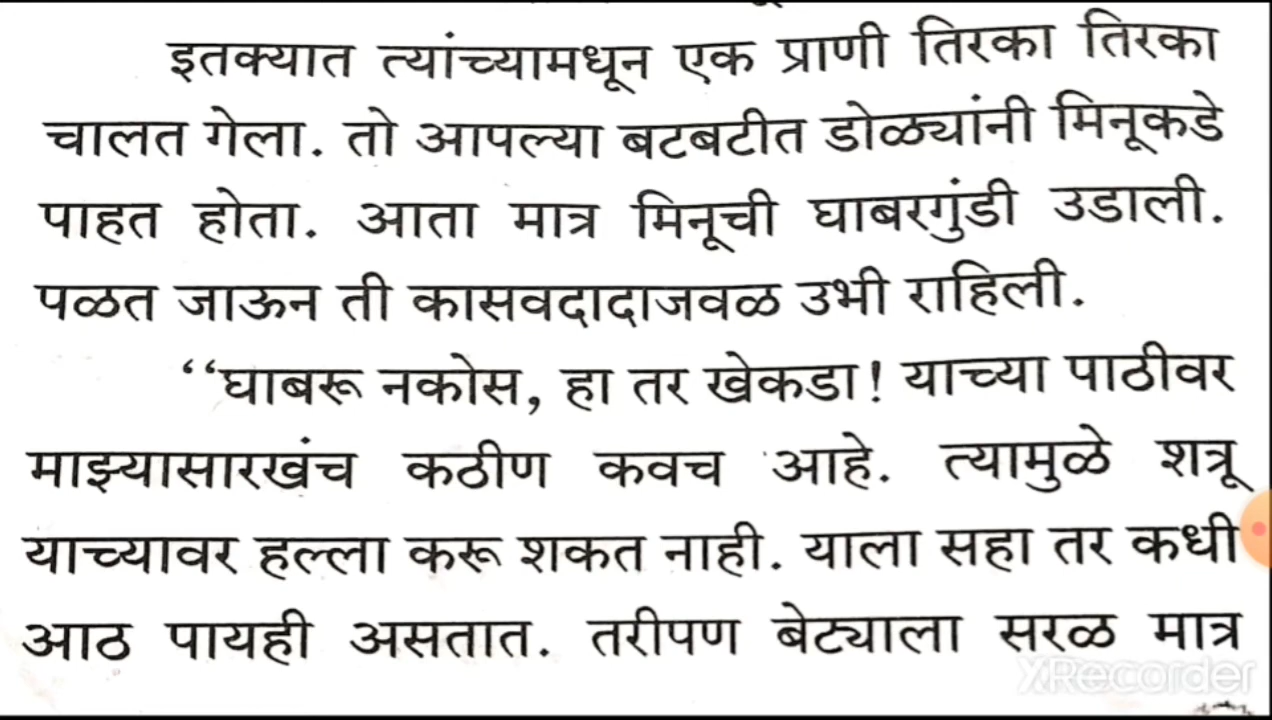 इतक्यात त्यांच्यामधून एक प्राणी तिरका तिरका
चालत गेला. तो आपल्या बटबटीत डोळ्यांनी मिनूकडे
पाहत होता. आता मात्र मिनूची घाबरगुंडी उडाली.
पळत जाऊन ती कासवदादाजवळ उभी राहिली.
‘‘घाबरू नकोस, हा तर खेकडा! याच्या पाठीवर
माझ्यासारखंच कठीण कवच आहे. त्यामुळे शत्रू
याच्यावर हल्ला करू शकत नाही. याला सहा तर कधी
आठ पायही असतात. तरीपण बेट्याला सरळ मात्र
XRecorder